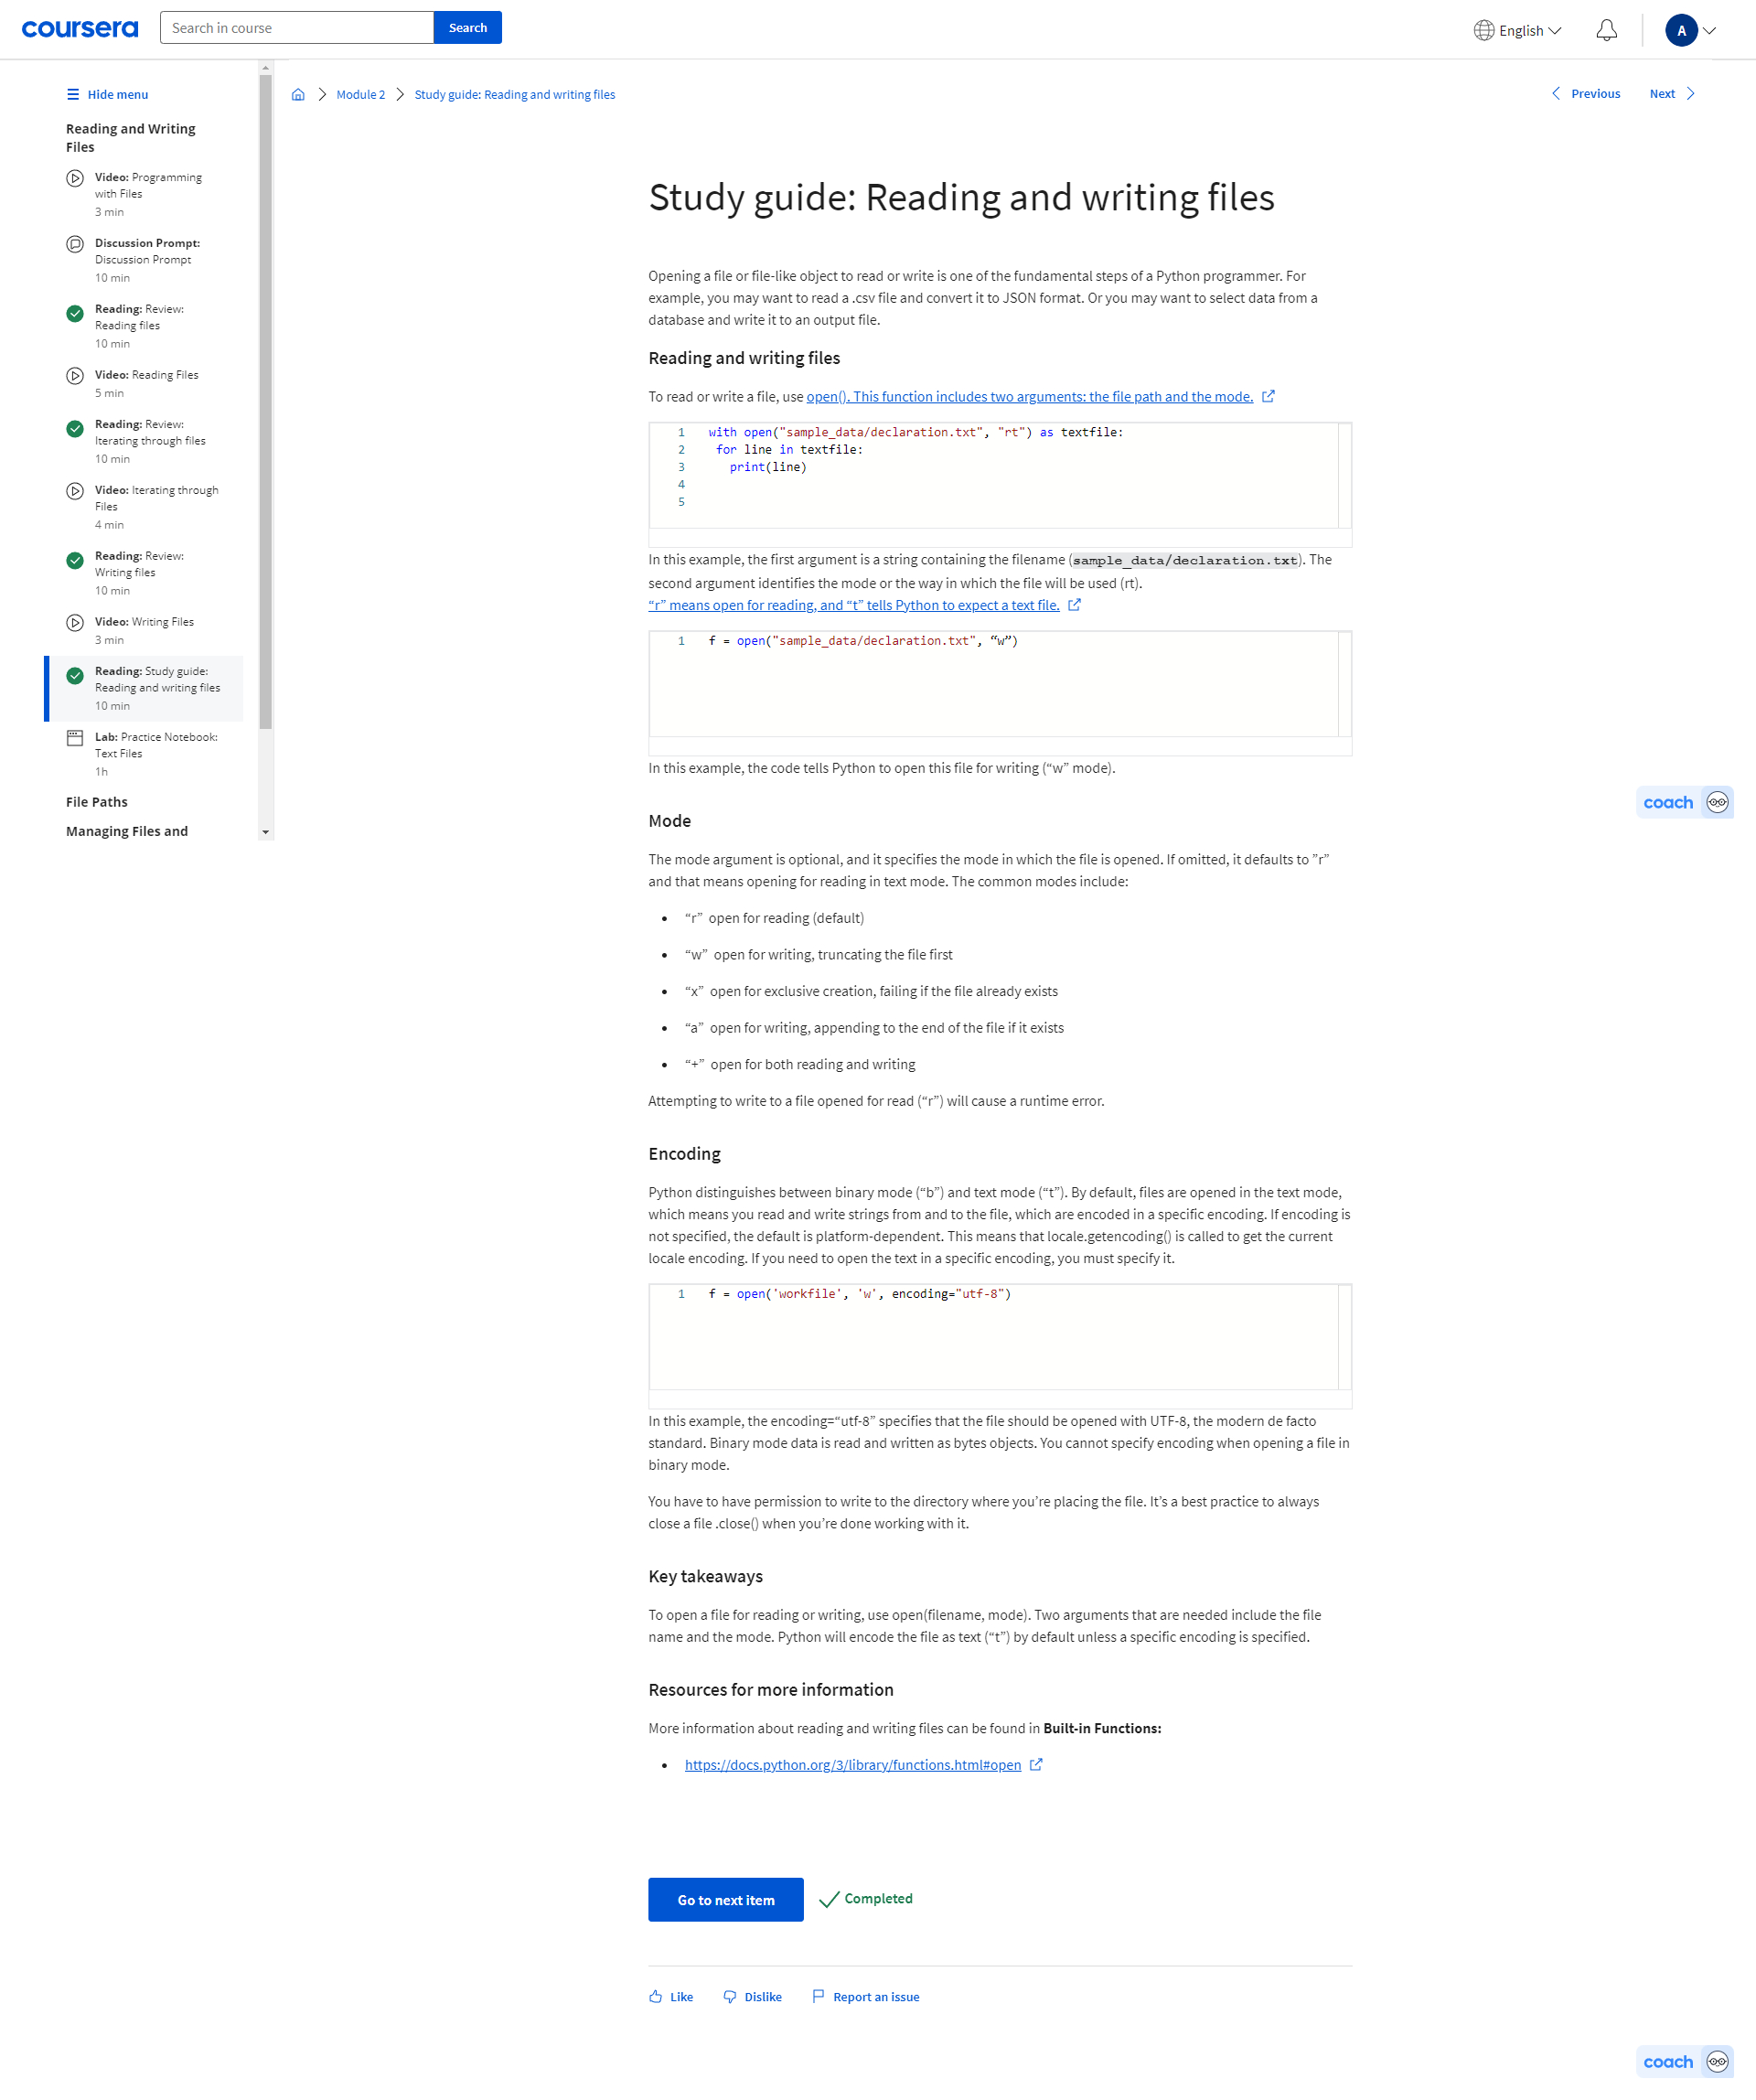 coursera
Search in course
Search
English
A
Hide menu
Reading and Writing
Files
Video: Programming
with Files
3 min
Discussion Prompt:
Discussion Prompt
10 min
Reading: Review:
Reading files
10 min
Video: Reading Files
5 min
Reading: Review:
Iterating through files
10 min
Video: Iterating through
Files
4 min
Reading: Review:
Writing files
10 min
Video: Writing Files
3 min
Reading: Study guide:
Reading and writing files
10 min
Lab: Practice Notebook:
Text Files
1h
File Paths
Managing Files and
Module 2
Study guide: Reading and writing files
Previous
Next
Study guide: Reading and writing files
Opening a file or file-like object to read or write is one of the fundamental steps of a Python programmer. For
example, you may want to read a .csv file and convert it to JSON format. Or you may want to select data from a
database and write it to an output file.
Reading and writing files
To read or write a file, use open(). This function includes two arguments: the file path and the mode.
1 with open("sample_data/declaration.txt", "rt") as textfile:
2 for line in textfile:
3 print(line)
4
5
In this example, the first argument is a string containing the filename (sample_data/declaration.txt). The
second argument identifies the mode or the way in which the file will be used (rt).
“r” means open for reading, and “t” tells Python to expect a text file.
1 f = open("sample_data/declaration.txt", “w”)
In this example, the code tells Python to open this file for writing (“w” mode).
Mode
The mode argument is optional, and it specifies the mode in which the file is opened. If omitted, it defaults to ”r”
and that means opening for reading in text mode. The common modes include:
• “r” open for reading (default)
• “w” open for writing, truncating the file first
• “x” open for exclusive creation, failing if the file already exists
• “a” open for writing, appending to the end of the file if it exists
• “+” open for both reading and writing
Attempting to write to a file opened for read (“r”) will cause a runtime error.
Encoding
Python distinguishes between binary mode (“b”) and text mode (“t”). By default, files are opened in the text mode,
which means you read and write strings from and to the file, which are encoded in a specific encoding. If encoding is
not specified, the default is platform-dependent. This means that locale.getencoding() is called to get the current
locale encoding. If you need to open the text in a specific encoding, you must specify it.
1 f = open('workfile', 'w', encoding="utf-8")
In this example, the encoding=“utf-8” specifies that the file should be opened with UTF-8, the modern de facto
standard. Binary mode data is read and written as bytes objects. You cannot specify encoding when opening a file in
binary mode.
You have to have permission to write to the directory where you’re placing the file. It’s a best practice to always
close a file .close() when you’re done working with it.
Key takeaways
To open a file for reading or writing, use open(filename, mode). Two arguments that are needed include the file
name and the mode. Python will encode the file as text (“t”) by default unless a specific encoding is specified.
Resources for more information
More information about reading and writing files can be found in Built-in Functions:
• https://docs.python.org/3/library/functions.html#open
Go to next item
Completed
Like
Dislike
Report an issue
coach
coach